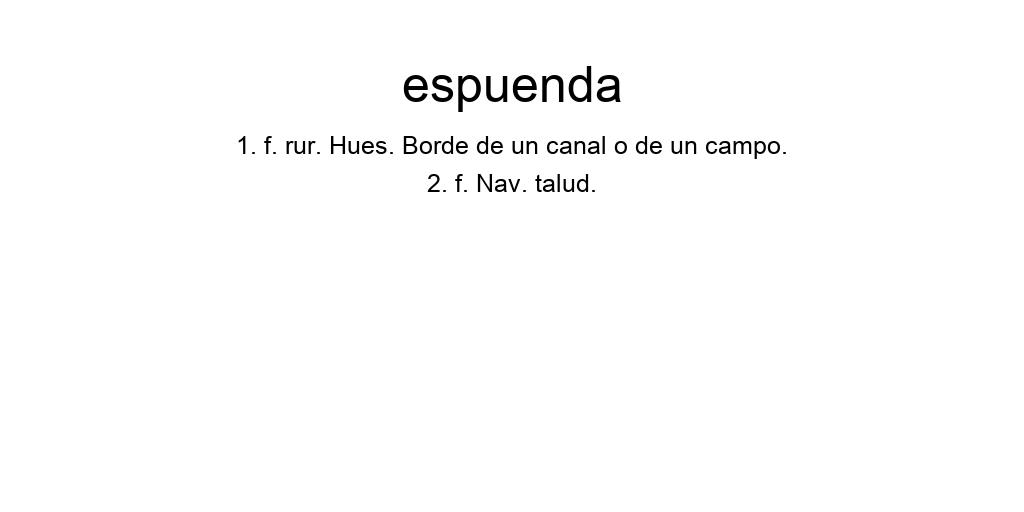 espuenda
1. f. rur. Hues. Borde de un canal o de un campo.
2. f. Nav. talud.